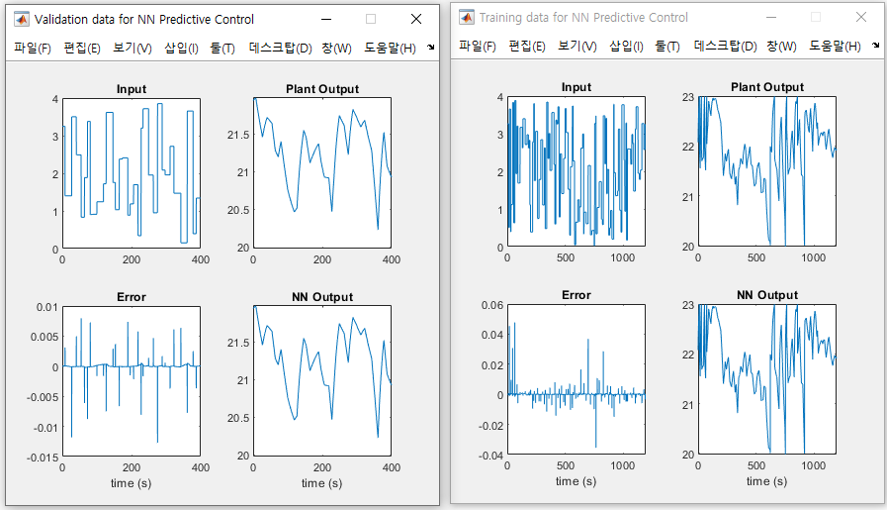 Validation data for NN Predictive Control
파일(F) 편집(E) 보기(V) 삽입(I) 툴(T) 데스크탑(D) 창(W) 도움말(H)
Input
4
3
2
1
0
0 200 400
Plant Output
21.5
21
20.5
20
0 200 400
Error
0.01
0.005
0
-0.005
-0.01
-0.015
0 200 400
time (s)
NN Output
21.5
21
20.5
20
0 200 400
time (s)
Training data for NN Predictive Control
파일(F) 편집(E) 보기(V) 삽입(I) 툴(T) 데스크탑(D) 창(W) 도움말(H)
Input
4
3
2
1
0
0 500 1000
Plant Output
23
22
21
20
0 500 1000
Error
0.06
0.04
0.02
0
-0.02
-0.04
0 500 1000
time (s)
NN Output
23
22
21
20
0 500 1000
time (s)